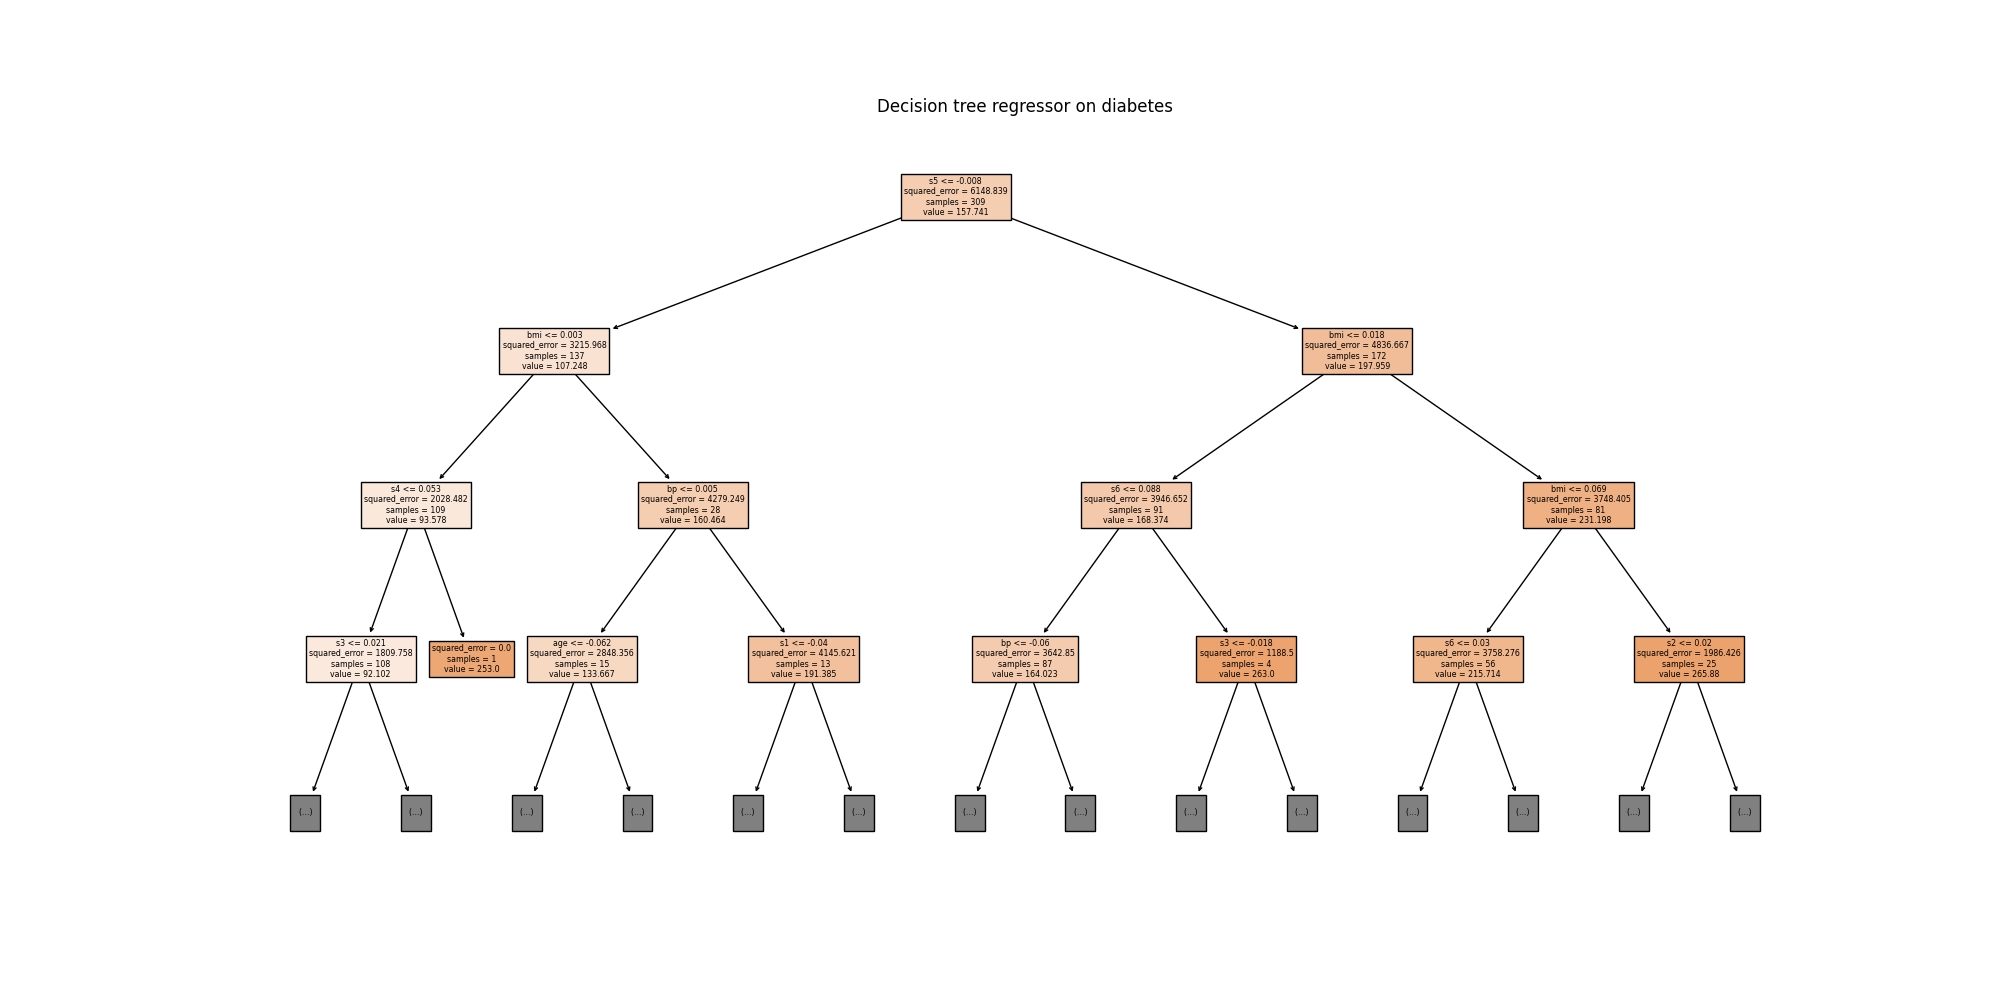 Decision tree regressor on diabetes
s5 <= -0.008
squared_error = 6148.839
samples = 309
value = 157.741
bmi <= 0.003
squared_error = 3215.968
samples = 137
value = 107.248
bmi <= 0.018
squared_error = 4836.667
samples = 172
value = 197.959
s4 <= 0.053
squared_error = 2028.482
samples = 109
value = 93.578
bp <= 0.005
squared_error = 4279.249
samples = 28
value = 160.464
s6 <= 0.088
squared_error = 3946.652
samples = 91
value = 168.374
bmi <= 0.069
squared_error = 3748.405
samples = 81
value = 231.198
s3 <= 0.021
squared_error = 1809.758
samples = 108
value = 92.102
squared_error = 0.0
samples = 1
value = 253.0
age <= -0.062
squared_error = 2848.356
samples = 15
value = 133.667
s1 <= -0.04
squared_error = 4145.621
samples = 13
value = 191.385
bp <= -0.06
squared_error = 3642.85
samples = 87
value = 164.023
s3 <= -0.018
squared_error = 1188.5
samples = 4
value = 263.0
s6 <= 0.03
squared_error = 3758.276
samples = 56
value = 215.714
s2 <= 0.02
squared_error = 1986.426
samples = 25
value = 265.88
(...)
(...)
(...)
(...)
(...)
(...)
(...)
(...)
(...)
(...)
(...)
(...)
(...)
(...)